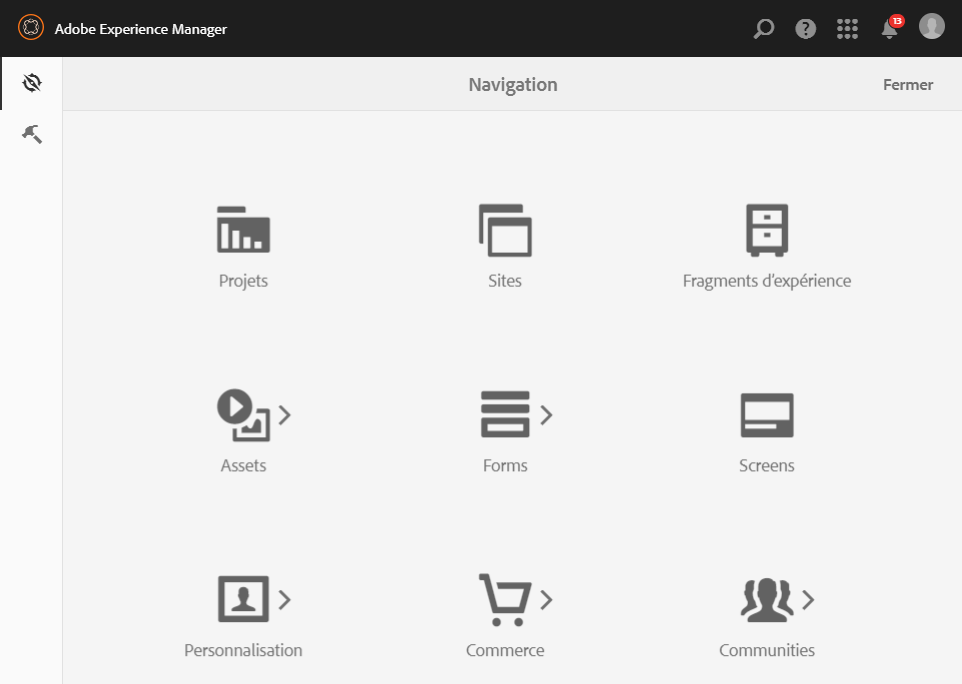 Adobe Experience Manager
13
Navigation
Fermer
Projets
Sites
Fragments d’expérience
Assets
Forms
Screens
Personnalisation
Commerce
Communities